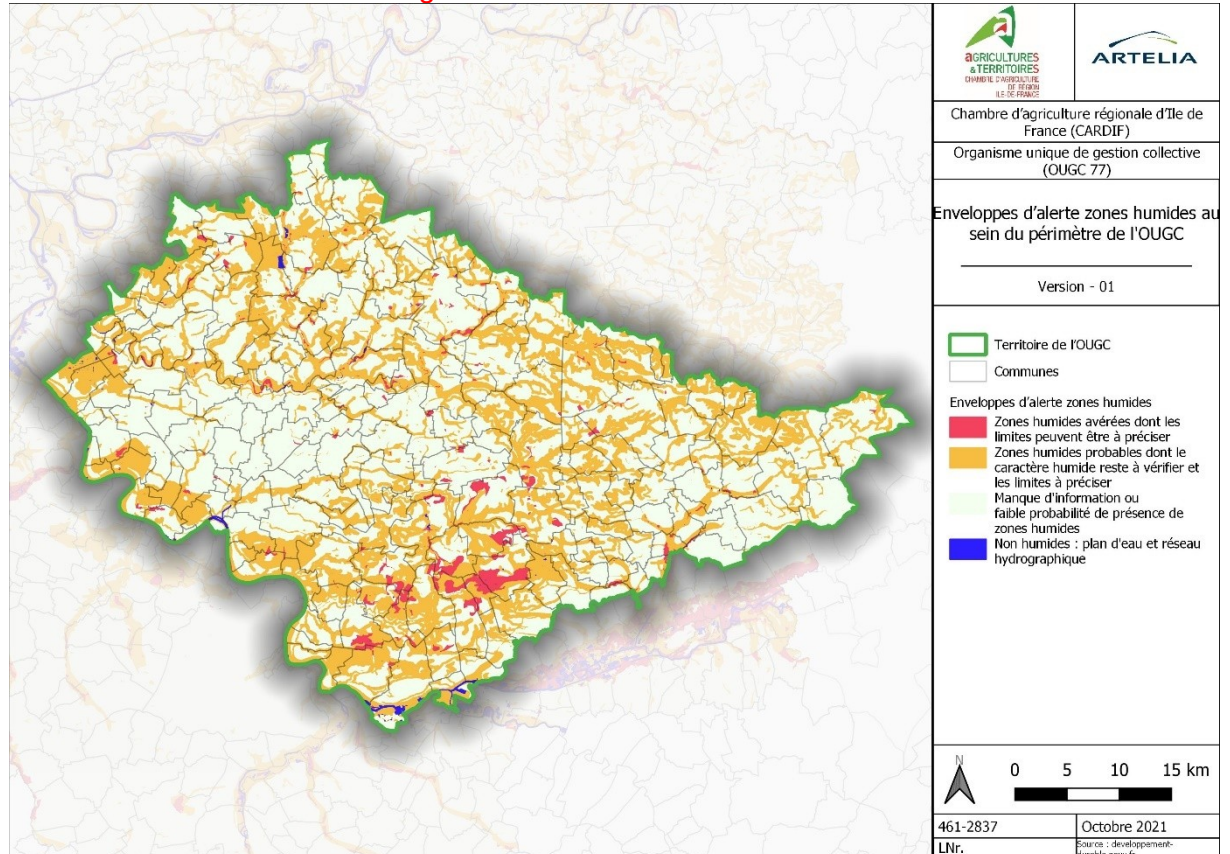 g
aGRICULTURES
&TERRITOIRES
CHAMBRE D'AGRICULTURE
DE RÉGION
ILE-DE-FRANCE
ARTELIA
Chambre d'agriculture régionale d'Ile de
France (CARDIF)
Organisme unique de gestion collective
(OUGC 77)
Enveloppes d'alerte zones humides au
sein du périmètre de l'OUGC
Version - 01
Territoire de l'OUGC
Communes
Enveloppes d'alerte zones humides
Zones humides avérées dont les
limites peuvent être à préciser
Zones humides probables dont le
caractère humide reste à vérifier et
les limites à préciser
Manque d'information ou
faible probabilité de présence de
zones humides
Non humides : plan d'eau et réseau
hydrographique
N
0 5 10 15 km
461-2837
Octobre 2021
LNr.
Source : developpement-